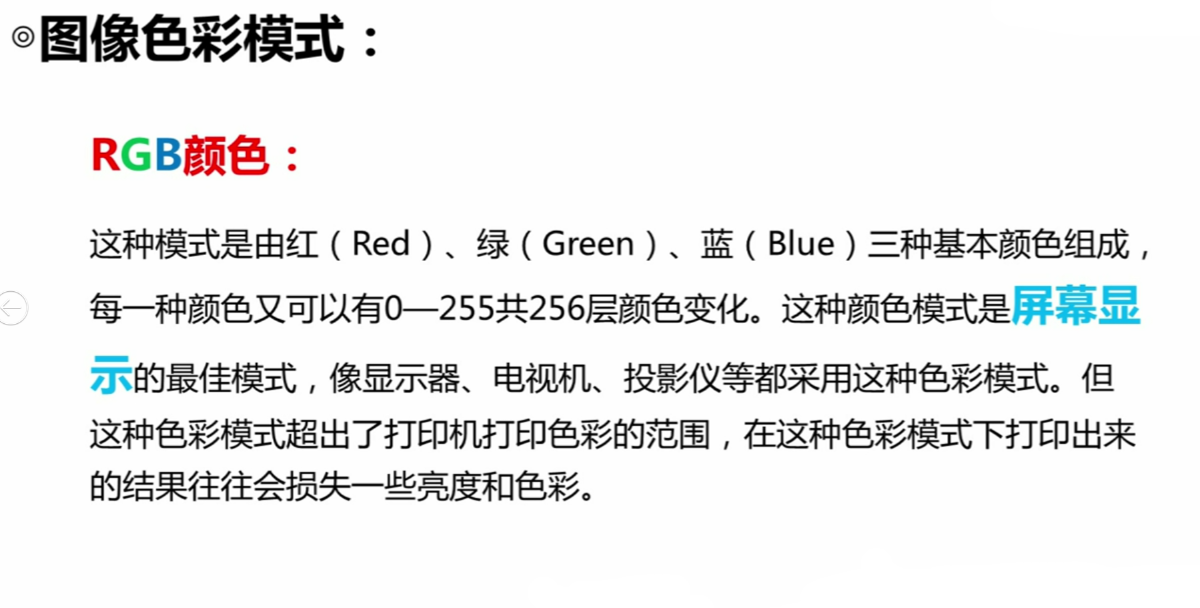 ◎图像色彩模式：
RGB颜色：
这种模式是由红（Red）、绿（Green）、蓝（Blue）三种基本颜色组成，
每一种颜色又可以有0—255共256层颜色变化。这种颜色模式是屏幕显
示的最佳模式，像显示器、电视机、投影仪等都采用这种色彩模式。但
这种色彩模式超出了打印机打印色彩的范围，在这种色彩模式下打印出来
的结果往往会损失一些亮度和色彩。